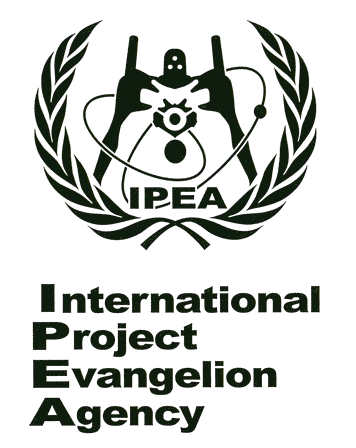 IPEA
International
Project
Evangelion
Agency